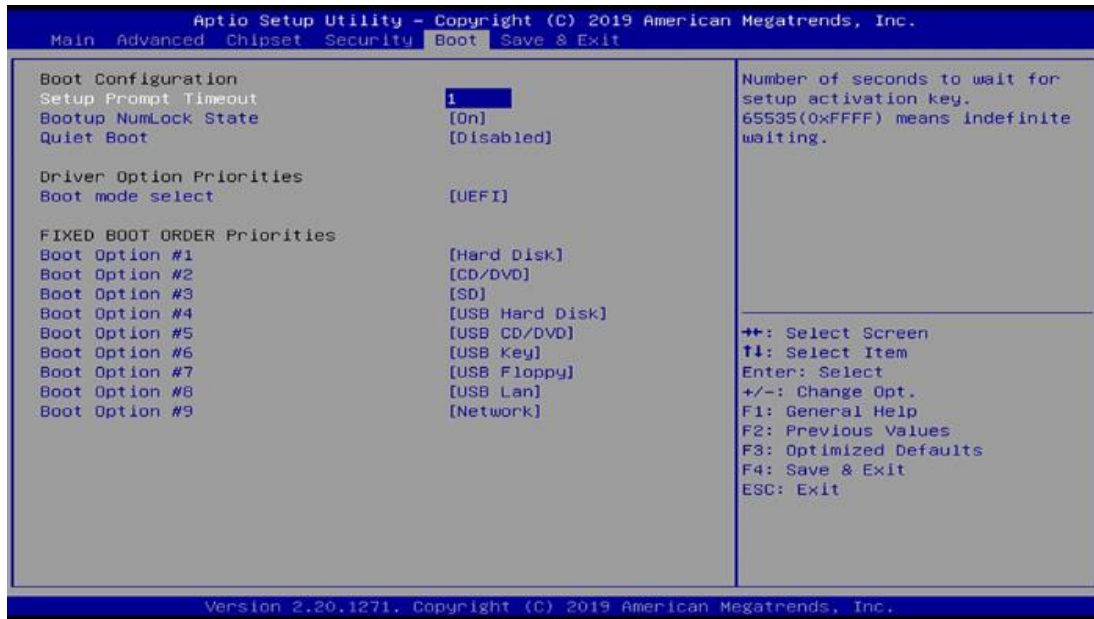 Aptio Setup Utility – Copyright (C) 2019 American Megatrends, Inc.
Main Advanced Chipset Security Boot Save & Exit
Boot Configuration
Setup Prompt Timeout 1
Bootup NumLock State [On]
Quiet Boot [Disabled]
Driver Option Priorities
Boot mode select [UEFI]
FIXED BOOT ORDER Priorities
Boot Option #1 [Hard Disk]
Boot Option #2 [CD/DVD]
Boot Option #3 [SD]
Boot Option #4 [USB Hard Disk]
Boot Option #5 [USB CD/DVD]
Boot Option #6 [USB Key]
Boot Option #7 [USB Floppy]
Boot Option #8 [USB Lan]
Boot Option #9 [Network]
Number of seconds to wait for
setup activation key.
65535(0xFFFF) means indefinite
waiting.
→←: Select Screen
↑↓: Select Item
Enter: Select
+/-: Change Opt.
F1: General Help
F2: Previous Values
F3: Optimized Defaults
F4: Save & Exit
ESC: Exit
Version 2.20.1271. Copyright (C) 2019 American Megatrends, Inc.